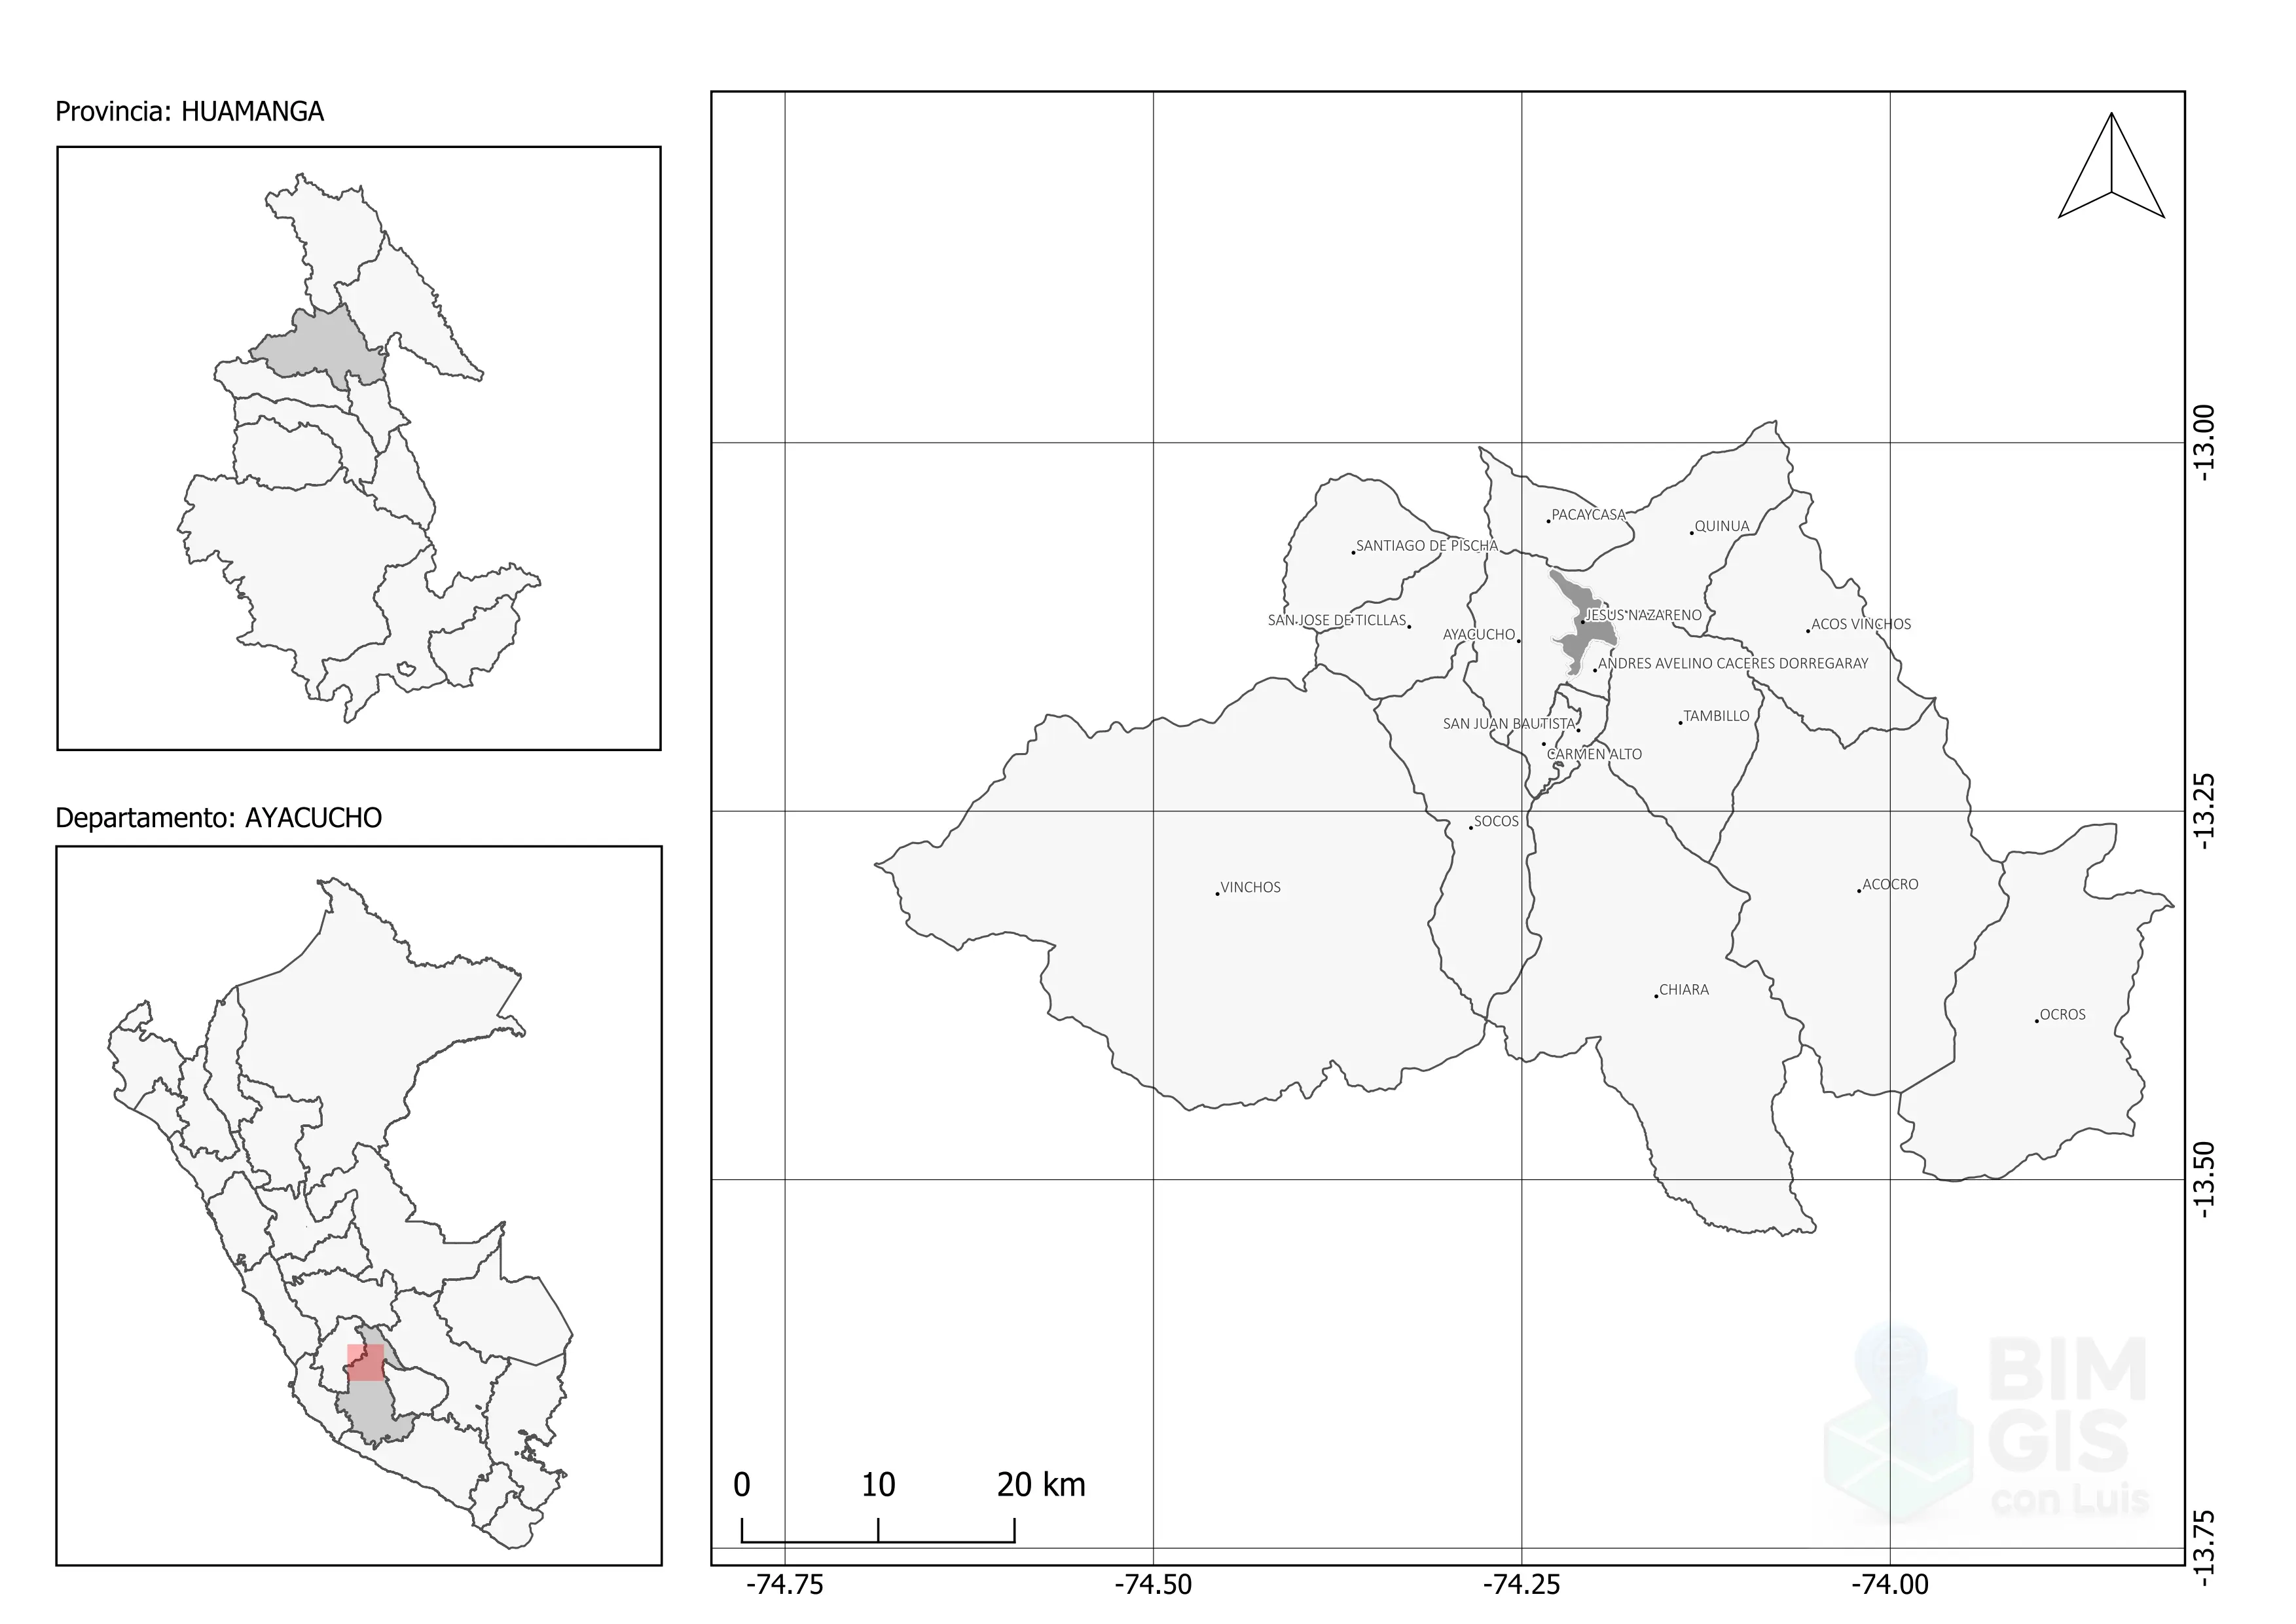 Provincia: HUAMANGA
Departamento: AYACUCHO
PACAYCASA
QUINUA
SANTIAGO DE PISCHA
SAN JOSE DE TICLLAS
JESUS NAZARENO
ACOS VINCHOS
AYACUCHO
ANDRES AVELINO CACERES DORREGARAY
TAMBILLO
SAN JUAN BAUTISTA
CARMEN ALTO
SOCOS
VINCHOS
ACOCRO
CHIARA
OCROS
-13.00
-13.25
-13.50
-13.75
BIM
GIS
con Luis
0 10 20 km
-74.75 -74.50 -74.25 -74.00